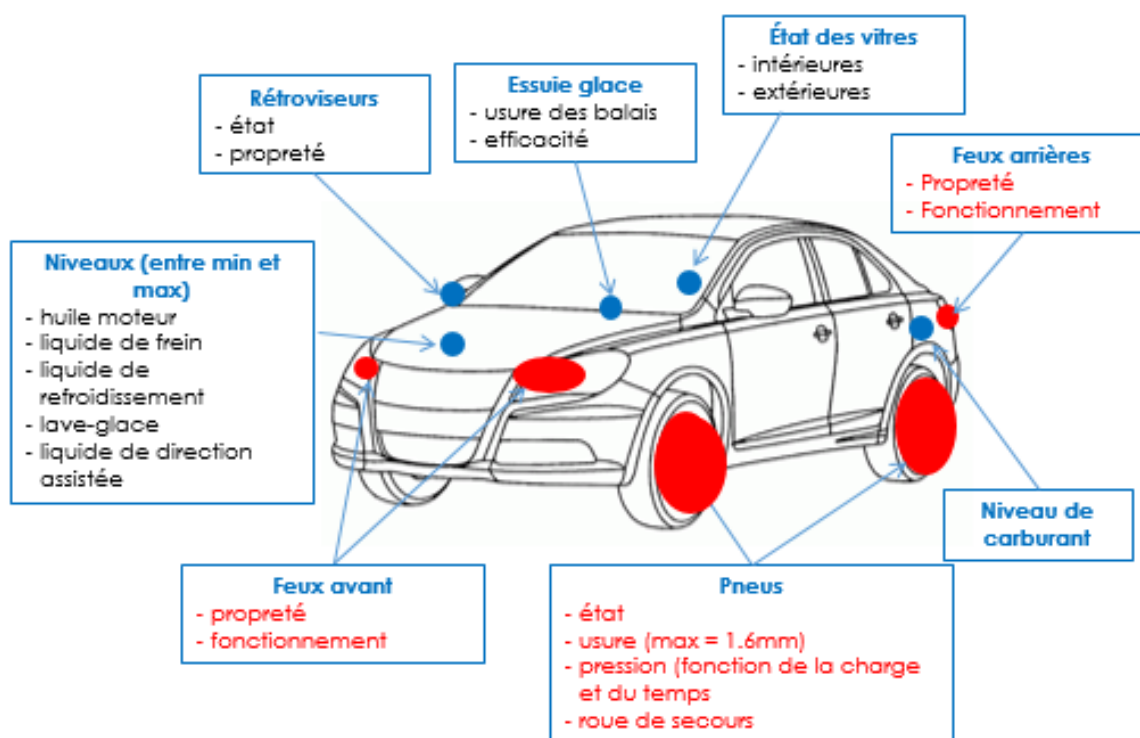 État des vitres
- intérieures
- extérieures
Essuie glace
- usure des balais
- efficacité
Rétroviseurs
- état
- propreté
Feux arrières
- Propreté
- Fonctionnement
Niveaux (entre min et
max)
- huile moteur
- liquide de frein
- liquide de
refroidissement
- lave-glace
- liquide de direction
assistée
Niveau de
carburant
Feux avant
- propreté
- fonctionnement
Pneus
- état
- usure (max = 1.6mm)
- pression (fonction de la charge
et du temps
- roue de secours